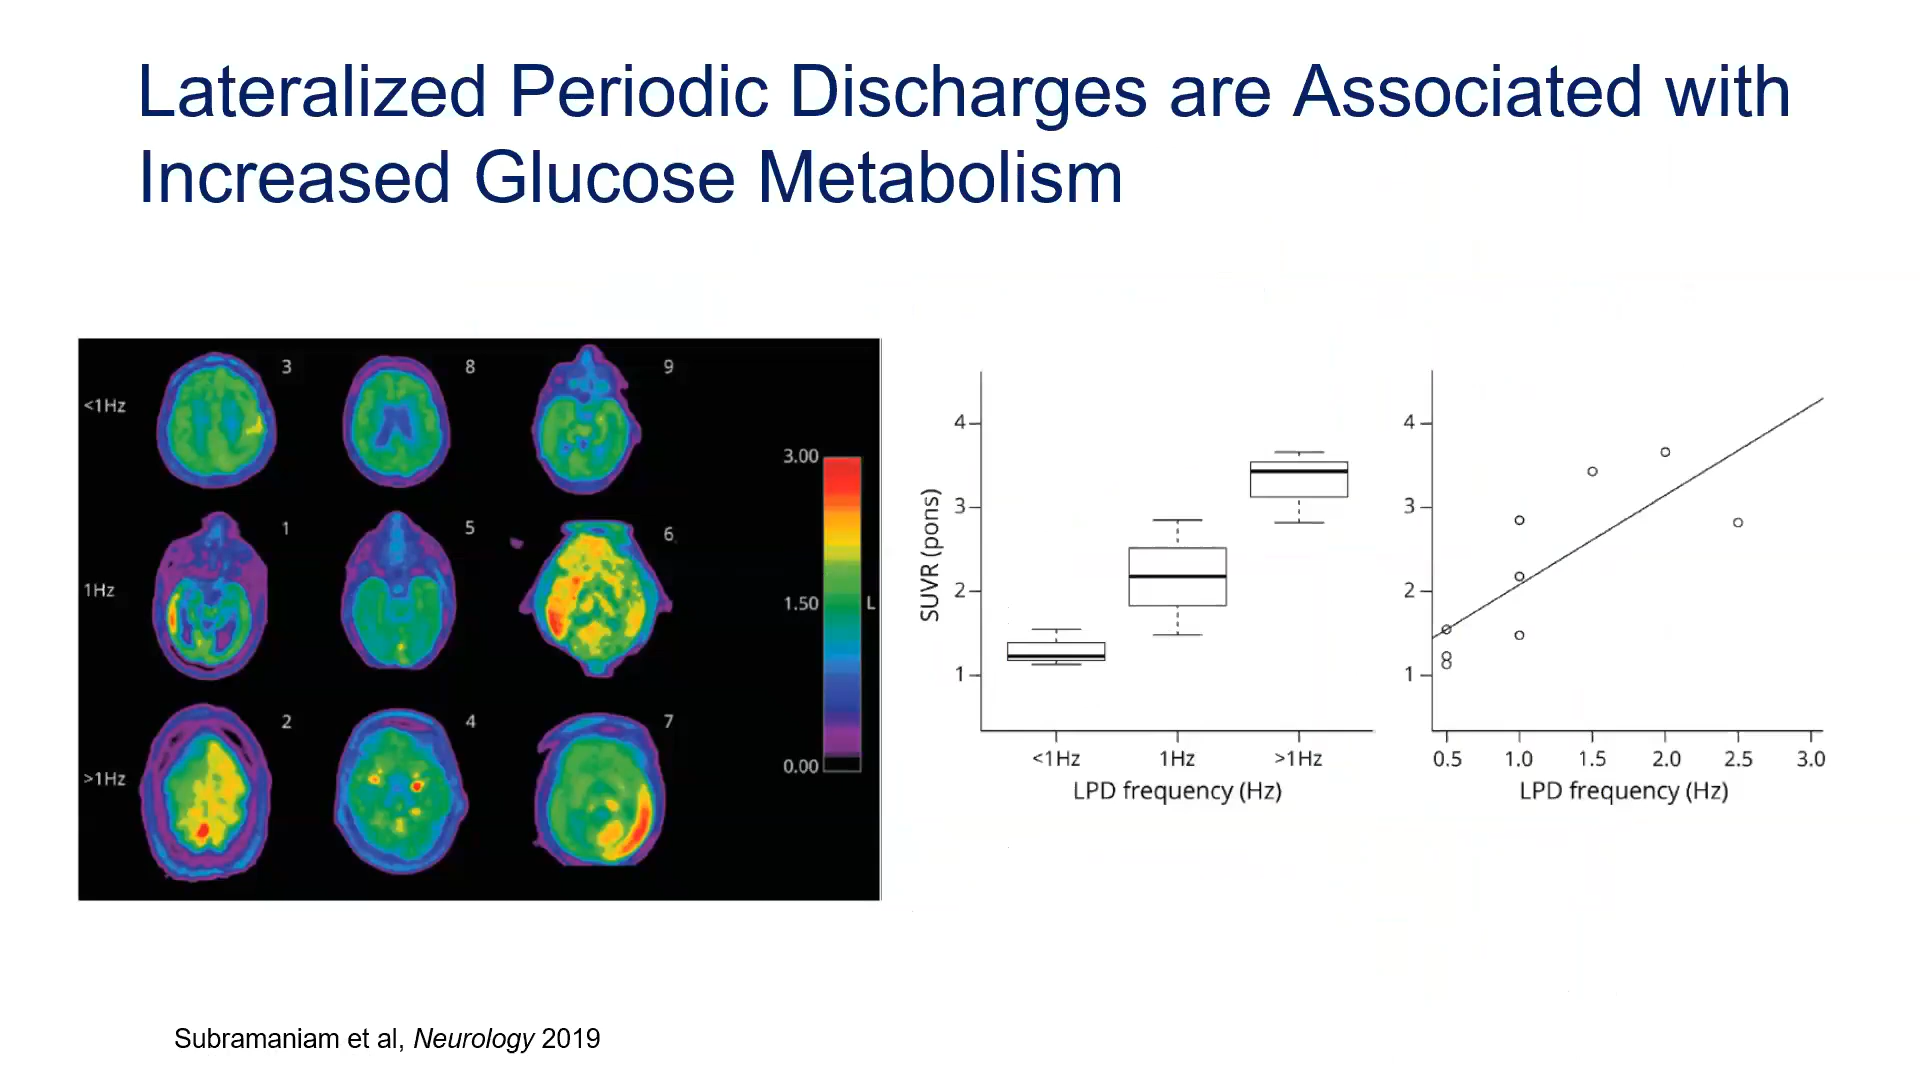 Lateralized Periodic Discharges are Associated with
Increased Glucose Metabolism
3
8
9
<1Hz
1
5
6
1Hz
2
4
7
>1Hz
3.00
1.50
L
0.00
SUVR (pons)
4
3
2
1
<1Hz
1Hz
>1Hz
LPD frequency (Hz)
4
3
2
1
0.5
1.0
1.5
2.0
2.5
3.0
LPD frequency (Hz)
Subramaniam et al, Neurology 2019